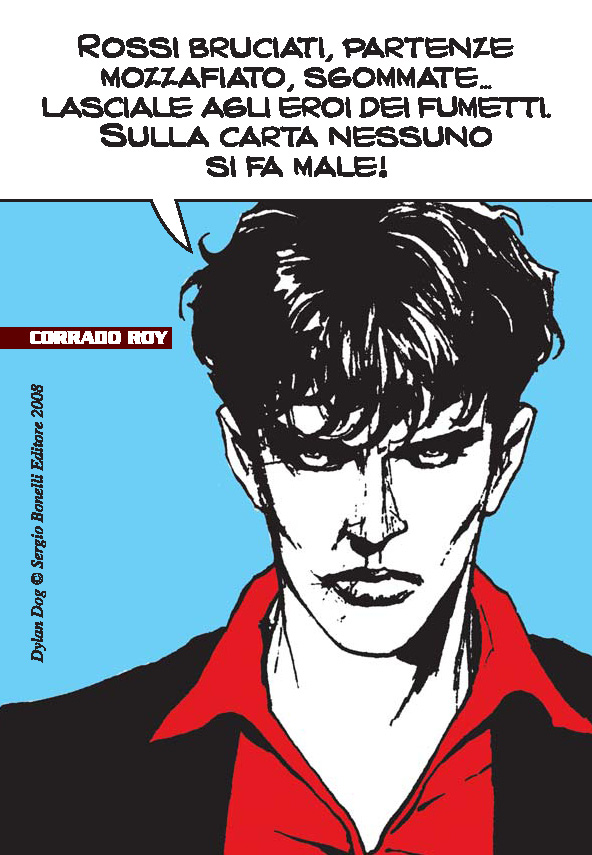 ROSSI BRUCIATI, PARTENZE
MOZZAFIATO, SGOMMATE...
LASCIALE AGLI EROI DEI FUMETTI.
SULLA CARTA NESSUNO
SI FA MALE!
CORRADO ROY
Dylan Dog © Sergio Bonelli Editore 2008